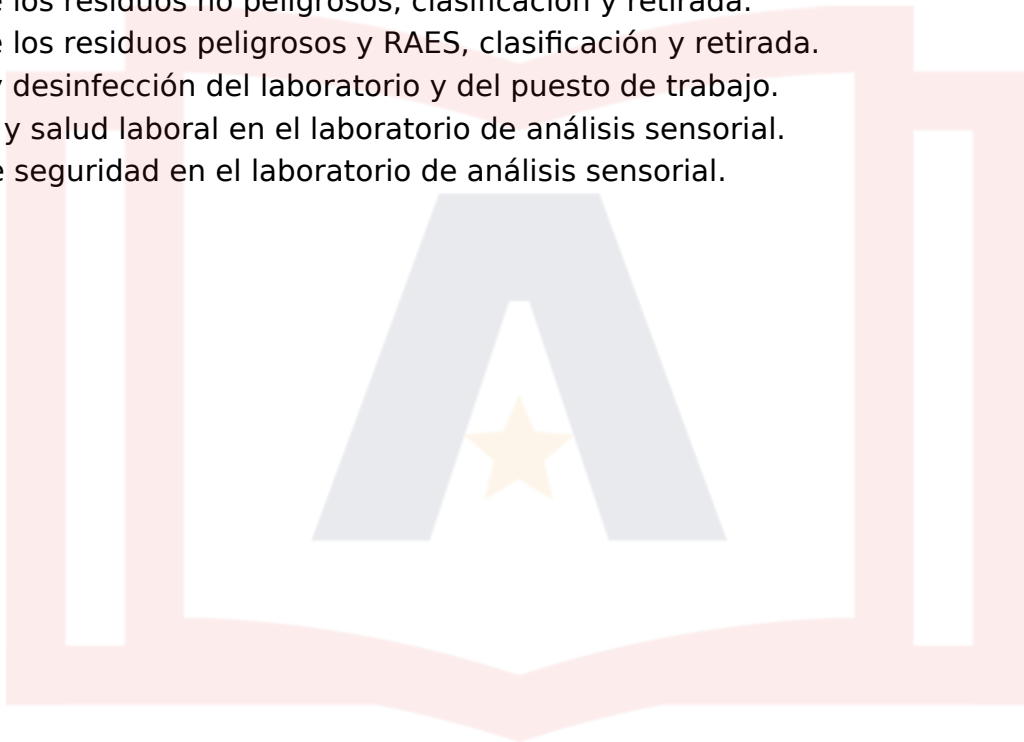 los residuos no peligrosos, clasificación y retirada.
los residuos peligrosos y RAES, clasificación y retirada.
desinfección del laboratorio y del puesto de trabajo.
y salud laboral en el laboratorio de análisis sensorial.
seguridad en el laboratorio de análisis sensorial.